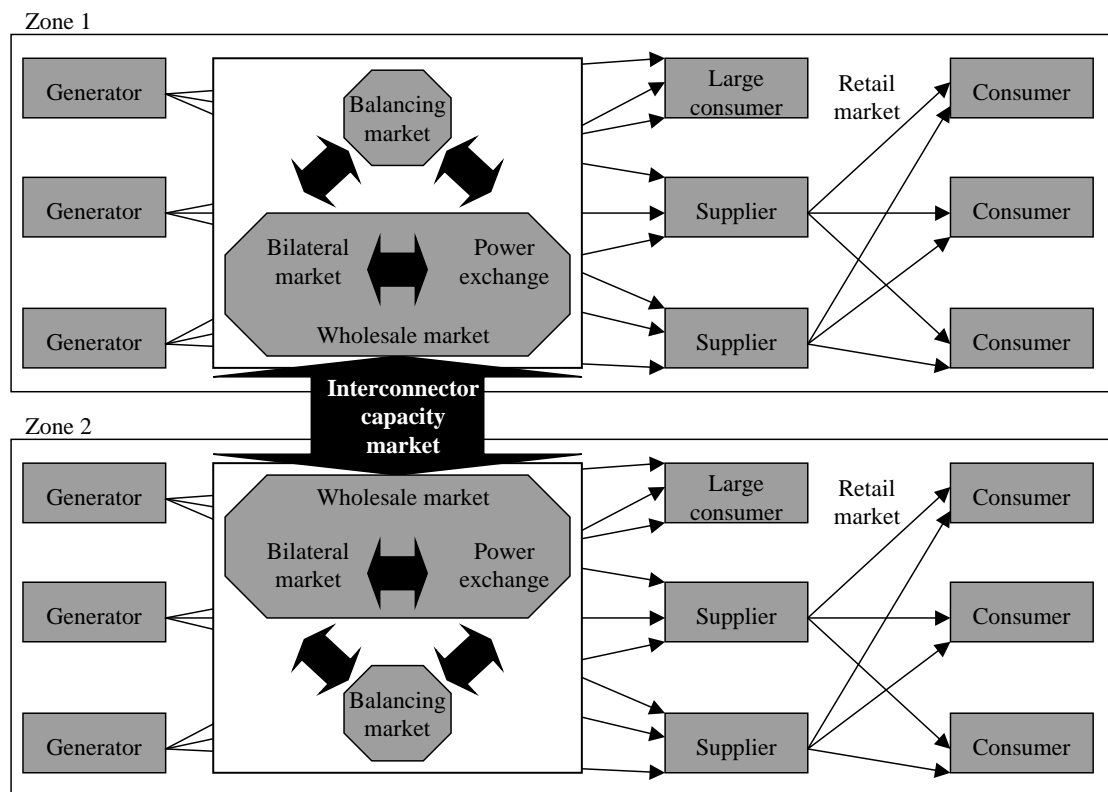 Zone 1
Generator
Generator
Generator
Balancing
market
Bilateral
market
Power
exchange
Wholesale market
Large
consumer
Supplier
Supplier
Retail
market
Consumer
Consumer
Consumer
Interconnector
capacity
market
Zone 2
Generator
Generator
Generator
Wholesale market
Bilateral
market
Power
exchange
Balancing
market
Large
consumer
Supplier
Supplier
Retail
market
Consumer
Consumer
Consumer